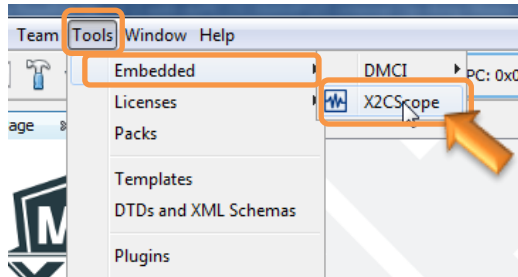 Team Tools Window Help
Embedded DMCI PC: 0x0
Licenses X2CScope
age
Packs
Templates
DTDs and XML Schemas
Plugins